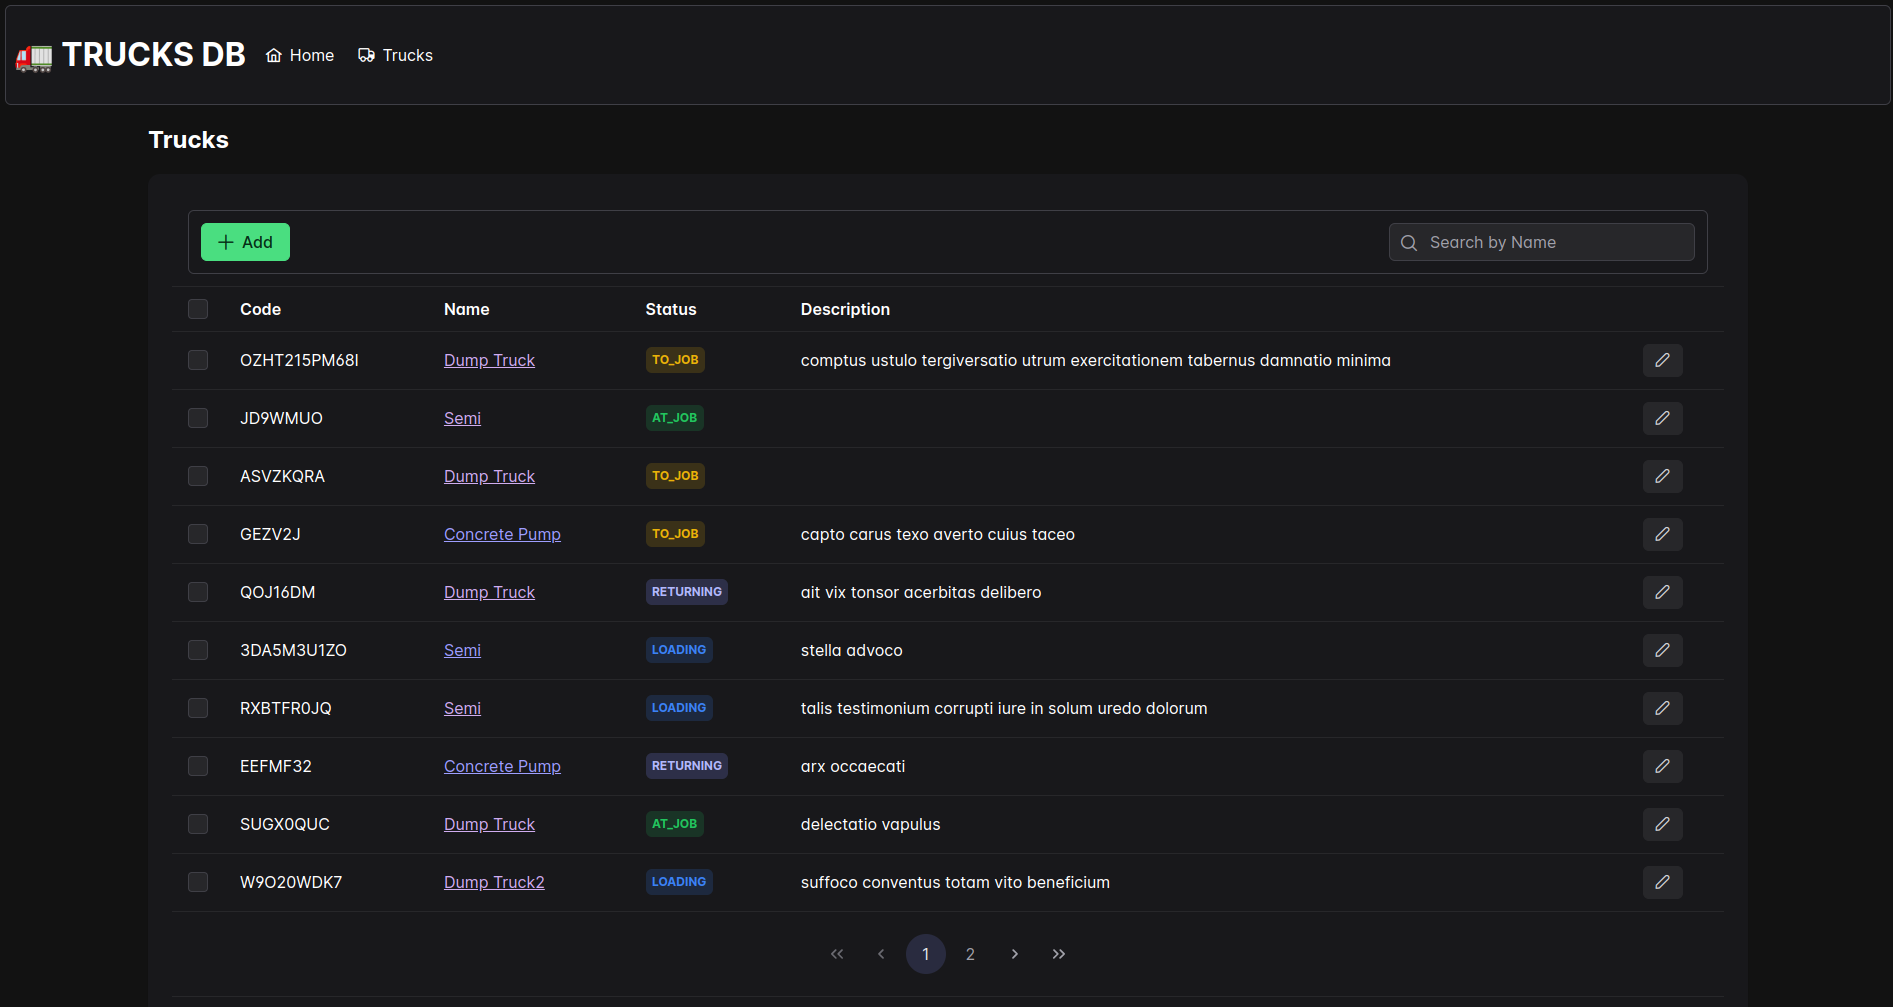 TRUCKS DB Home Trucks
Trucks
Add Search by Name
Code Name Status Description
OZHT215PM68I Dump Truck TO_JOB comptus ustulo tergiversatio utrum exercitationem tabernus damnatio minima
JD9WMUO Semi AT_JOB
ASVZKQRA Dump Truck TO_JOB
GEZV2J Concrete Pump TO_JOB capto carus texo averto cuius taceo
QOJ16DM Dump Truck RETURNING ait vix tonsor acerbitas delibero
3DA5M3U1ZO Semi LOADING stella advoco
RXBTFR0JQ Semi LOADING talis testimonium corrupti iure in solum uredo dolorum
EEFMF32 Concrete Pump RETURNING arx occaecati
SUGX0QUC Dump Truck AT_JOB delectatio vapulus
W9O20WDK7 Dump Truck2 LOADING suffoco conventus totam vito beneficium
1 2